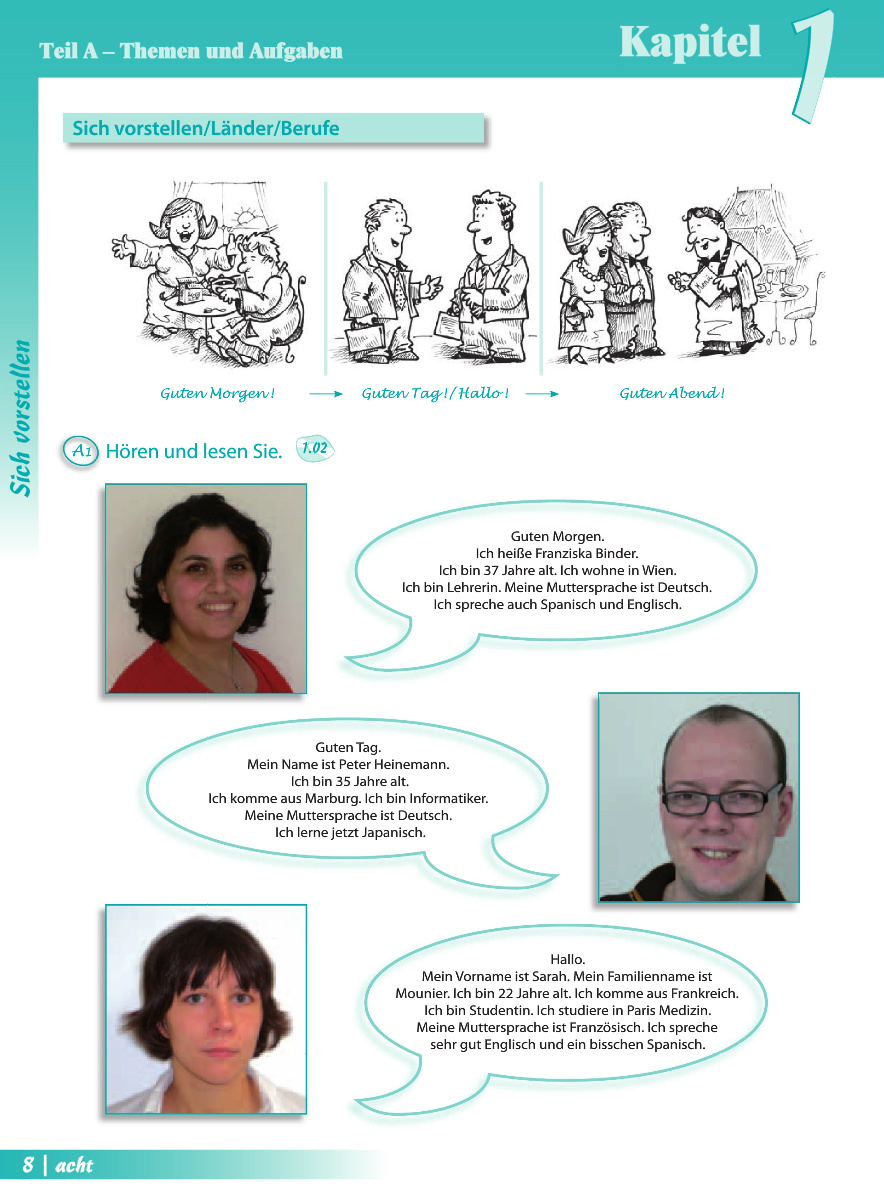 Teil A – Themen und Aufgaben
Kapitel 1
Sich vorstellen/Länder/Berufe
Menü
Guten Morgen!
Guten Tag!/Hallo!
Guten Abend!
Sich vorstellen
A1 Hören und lesen Sie. 1.02
Guten Morgen.
Ich heiße Franziska Binder.
Ich bin 37 Jahre alt. Ich wohne in Wien.
Ich bin Lehrerin. Meine Muttersprache ist Deutsch.
Ich spreche auch Spanisch und Englisch.
Guten Tag.
Mein Name ist Peter Heinemann.
Ich bin 35 Jahre alt.
Ich komme aus Marburg. Ich bin Informatiker.
Meine Muttersprache ist Deutsch.
Ich lerne jetzt Japanisch.
Hallo.
Mein Vorname ist Sarah. Mein Familienname ist
Mounier. Ich bin 22 Jahre alt. Ich komme aus Frankreich.
Ich bin Studentin. Ich studiere in Paris Medizin.
Meine Muttersprache ist Französisch. Ich spreche
sehr gut Englisch und ein bisschen Spanisch.
8 | acht